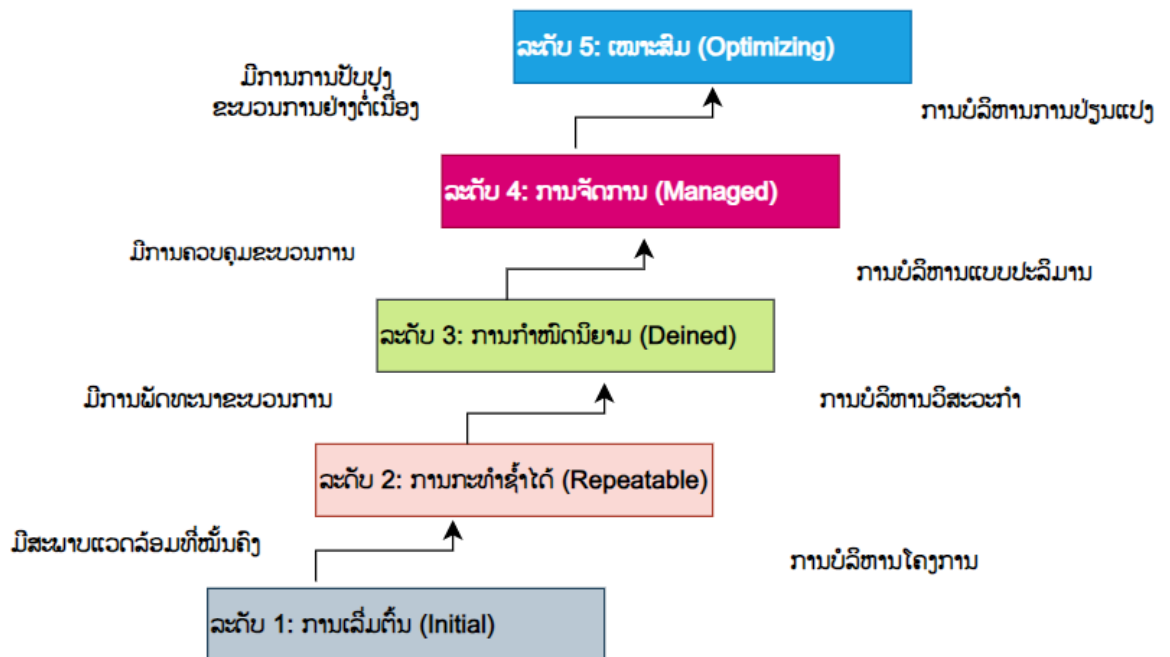 ລະດັບ 5: ເໝາະສົມ (Optimizing)
ມີການການປັບປຸງ
ຂະບວນການຢ່າງຕໍ່ເນື່ອງ
ການບໍລິຫານການປ່ຽນແປງ
ລະດັບ 4: ການຈັດການ (Managed)
ມີການຄວບຄຸມຂະບວນການ
ການບໍລິຫານແບບປະລິມານ
ລະດັບ 3: ການກຳໜົດນິຍາມ (Deined)
ມີການພັດທະນາຂະບວນການ
ການບໍລິຫານວິສະວະກຳ
ລະດັບ 2: ການກະທຳຊ້ຳໄດ້ (Repeatable)
ມີສະພາບແວດລ້ອມທີ່ໝັ້ນຄົງ
ການບໍລິຫານໂຄງການ
ລະດັບ 1: ການເລີ່ມຕົ້ນ (Initial)